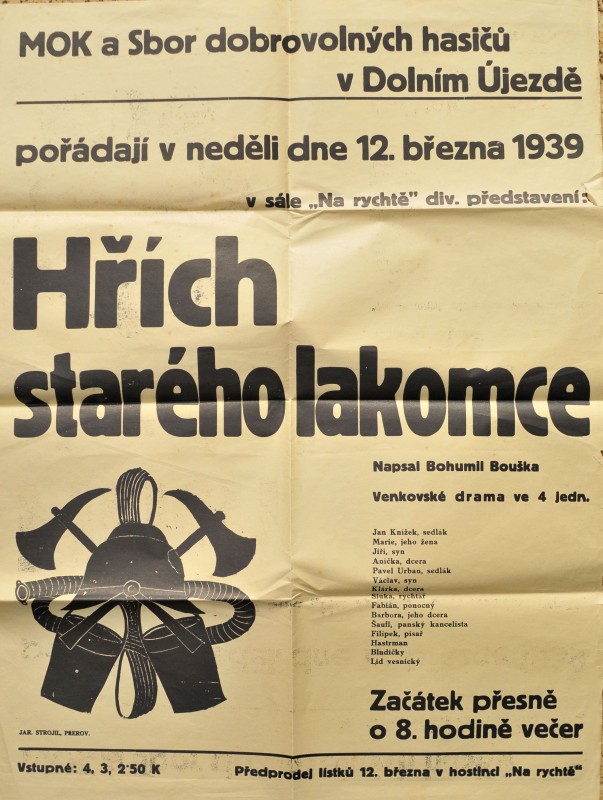 MOK a Sbor dobrovolných hasičů
v Dolním Újezdě
pořádají v neděli dne 12. března 1939
v sále „Na rychtě” div. představení:
Hřích
starého lakomce
Napsal Bohumil Bouška
Venkovské drama ve 4 jedn.
Jan Knížek, sedlák
Marie, jeho žena
Jiří, syn
Anička, dcera
Pavel Urban, sedlák
Václav, syn
Klárka, dcera
Sluka, rychtář
Fabián, ponocný
Barbora, jeho dcera
Šaufl, panský kancelista
Filípek, písař
Hastrman
Bludičky
Lid vesnický
Začátek přesně
o 8. hodině večer
JAR. STROJIL, PŘEROV.
Vstupné: 4, 3, 2·50 K
Předprodej lístků 12. března v hostinci „Na rychtě”